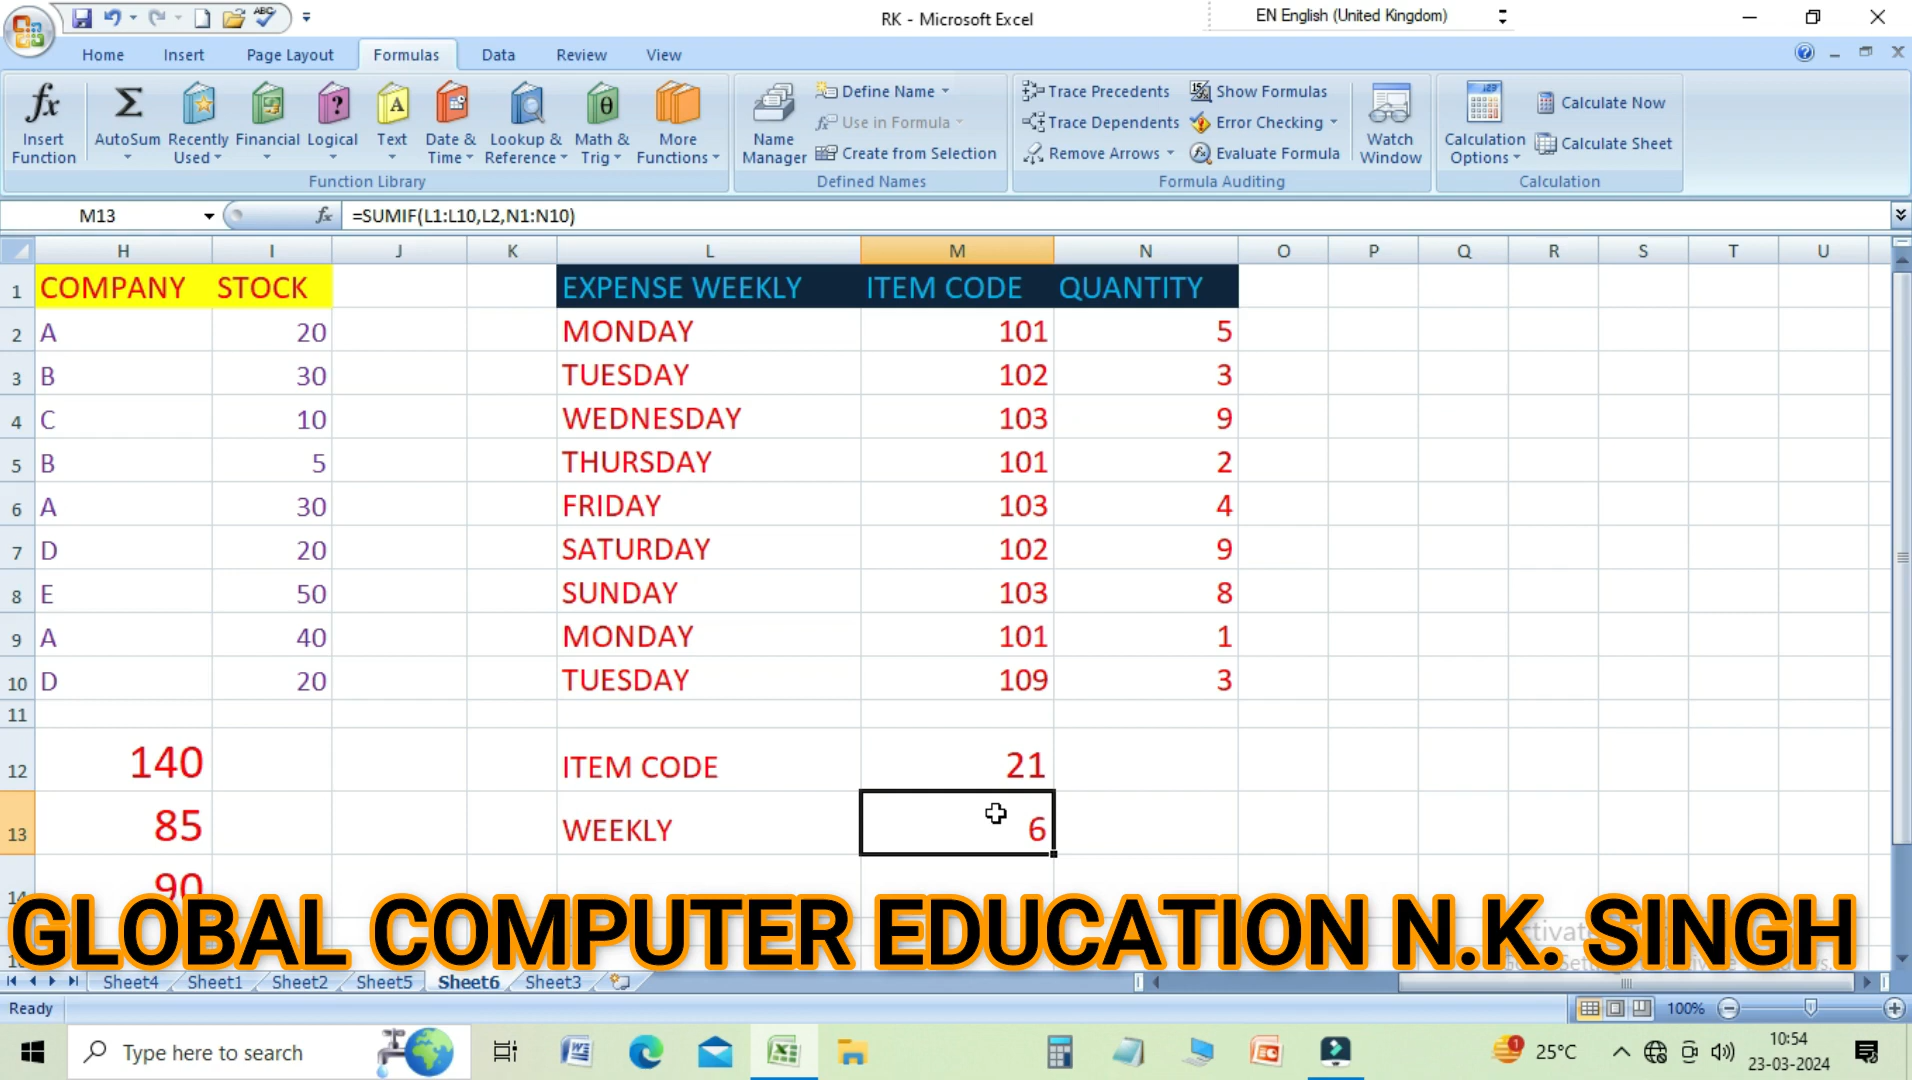 RK - Microsoft Excel
EN English (United Kingdom)
Home Insert Page Layout Formulas Data Review View
Insert Function
AutoSum
Recently Used
Financial
Logical
Text
Date & Time
Lookup & Reference
Math & Trig
More Functions
Function Library
Name Manager
Define Name
Use in Formula
Create from Selection
Defined Names
Trace Precedents
Trace Dependents
Remove Arrows
Show Formulas
Error Checking
Evaluate Formula
Formula Auditing
Watch Window
Calculation Options
Calculate Now
Calculate Sheet
Calculation
M13 fx =SUMIF(L1:L10,L2,N1:N10)
H I J K L M N O P Q R S T U
1 COMPANY STOCK EXPENSE WEEKLY ITEM CODE QUANTITY
2 A 20 MONDAY 101 5
3 B 30 TUESDAY 102 3
4 C 10 WEDNESDAY 103 9
5 B 5 THURSDAY 101 2
6 A 30 FRIDAY 103 4
7 D 20 SATURDAY 102 9
8 E 50 SUNDAY 103 8
9 A 40 MONDAY 101 1
10 D 20 TUESDAY 109 3
11
12 140 ITEM CODE 21
13 85 WEEKLY 6
14 90
GLOBAL COMPUTER EDUCATION N.K. SINGH
Sheet4 Sheet1 Sheet2 Sheet5 Sheet6 Sheet3
Ready
100%
Type here to search
25°C
10:54
23-03-2024